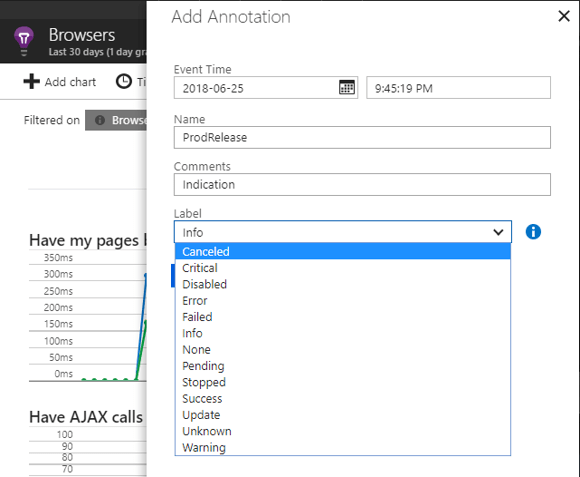 Browsers
Last 30 days (1 day gra
Add chart
Ti
Filtered on
Browse
Have my pages b
350ms
300ms
250ms
200ms
150ms
100ms
50ms
0ms
Have AJAX calls
100
90
80
70
Add Annotation
Event Time
2018-06-25
9:45:19 PM
Name
ProdRelease
Comments
Indication
Label
Info
Canceled
Critical
Disabled
Error
Failed
Info
None
Pending
Stopped
Success
Update
Unknown
Warning